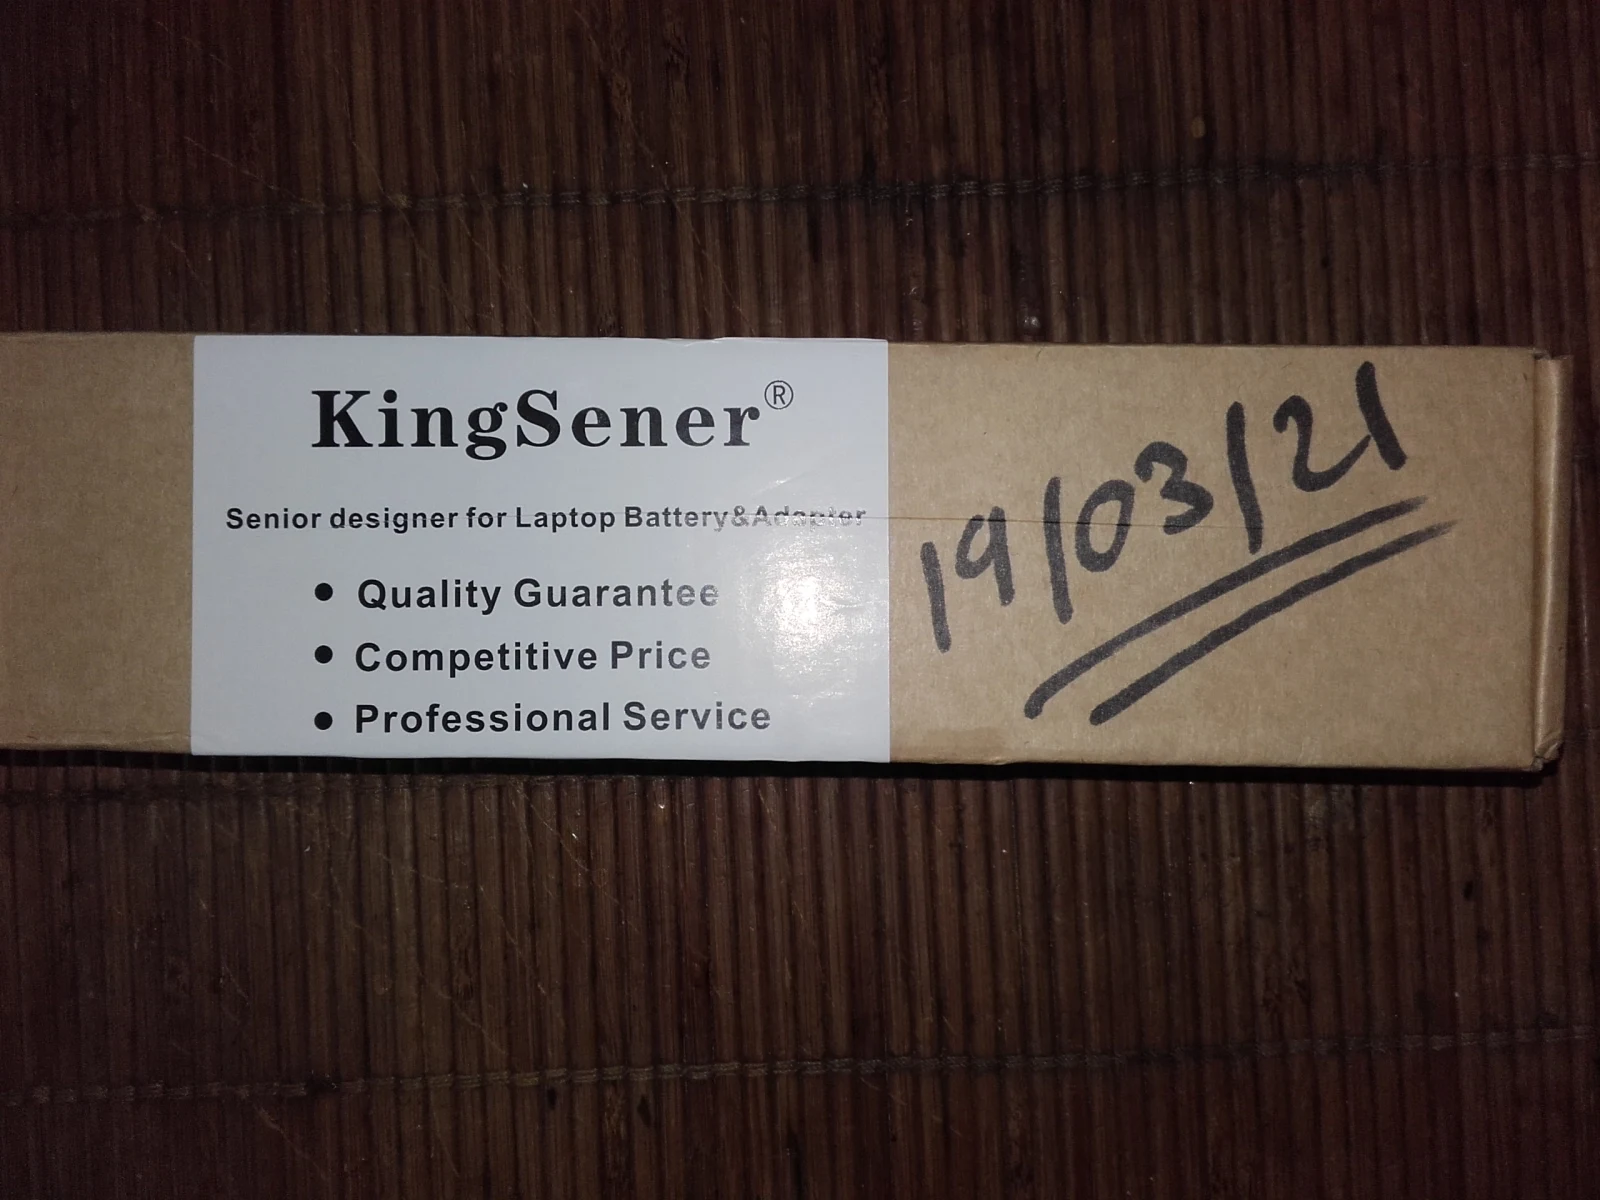 KingSener®
Senior designer for Laptop Battery&Adapter
• Quality Guarantee
• Competitive Price
• Professional Service
19/03/21